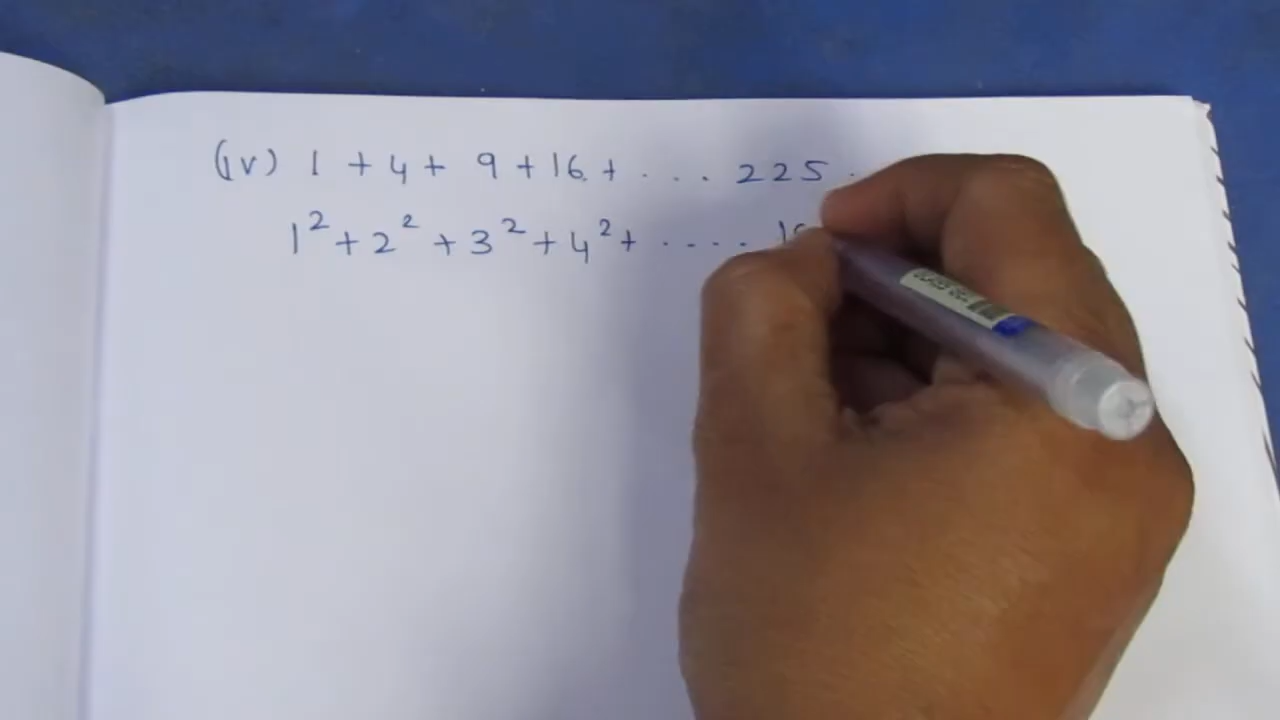 (iv) 1 + 4 + 9 + 16 + . . . 225
1² + 2² + 3² + 4² + . . . .